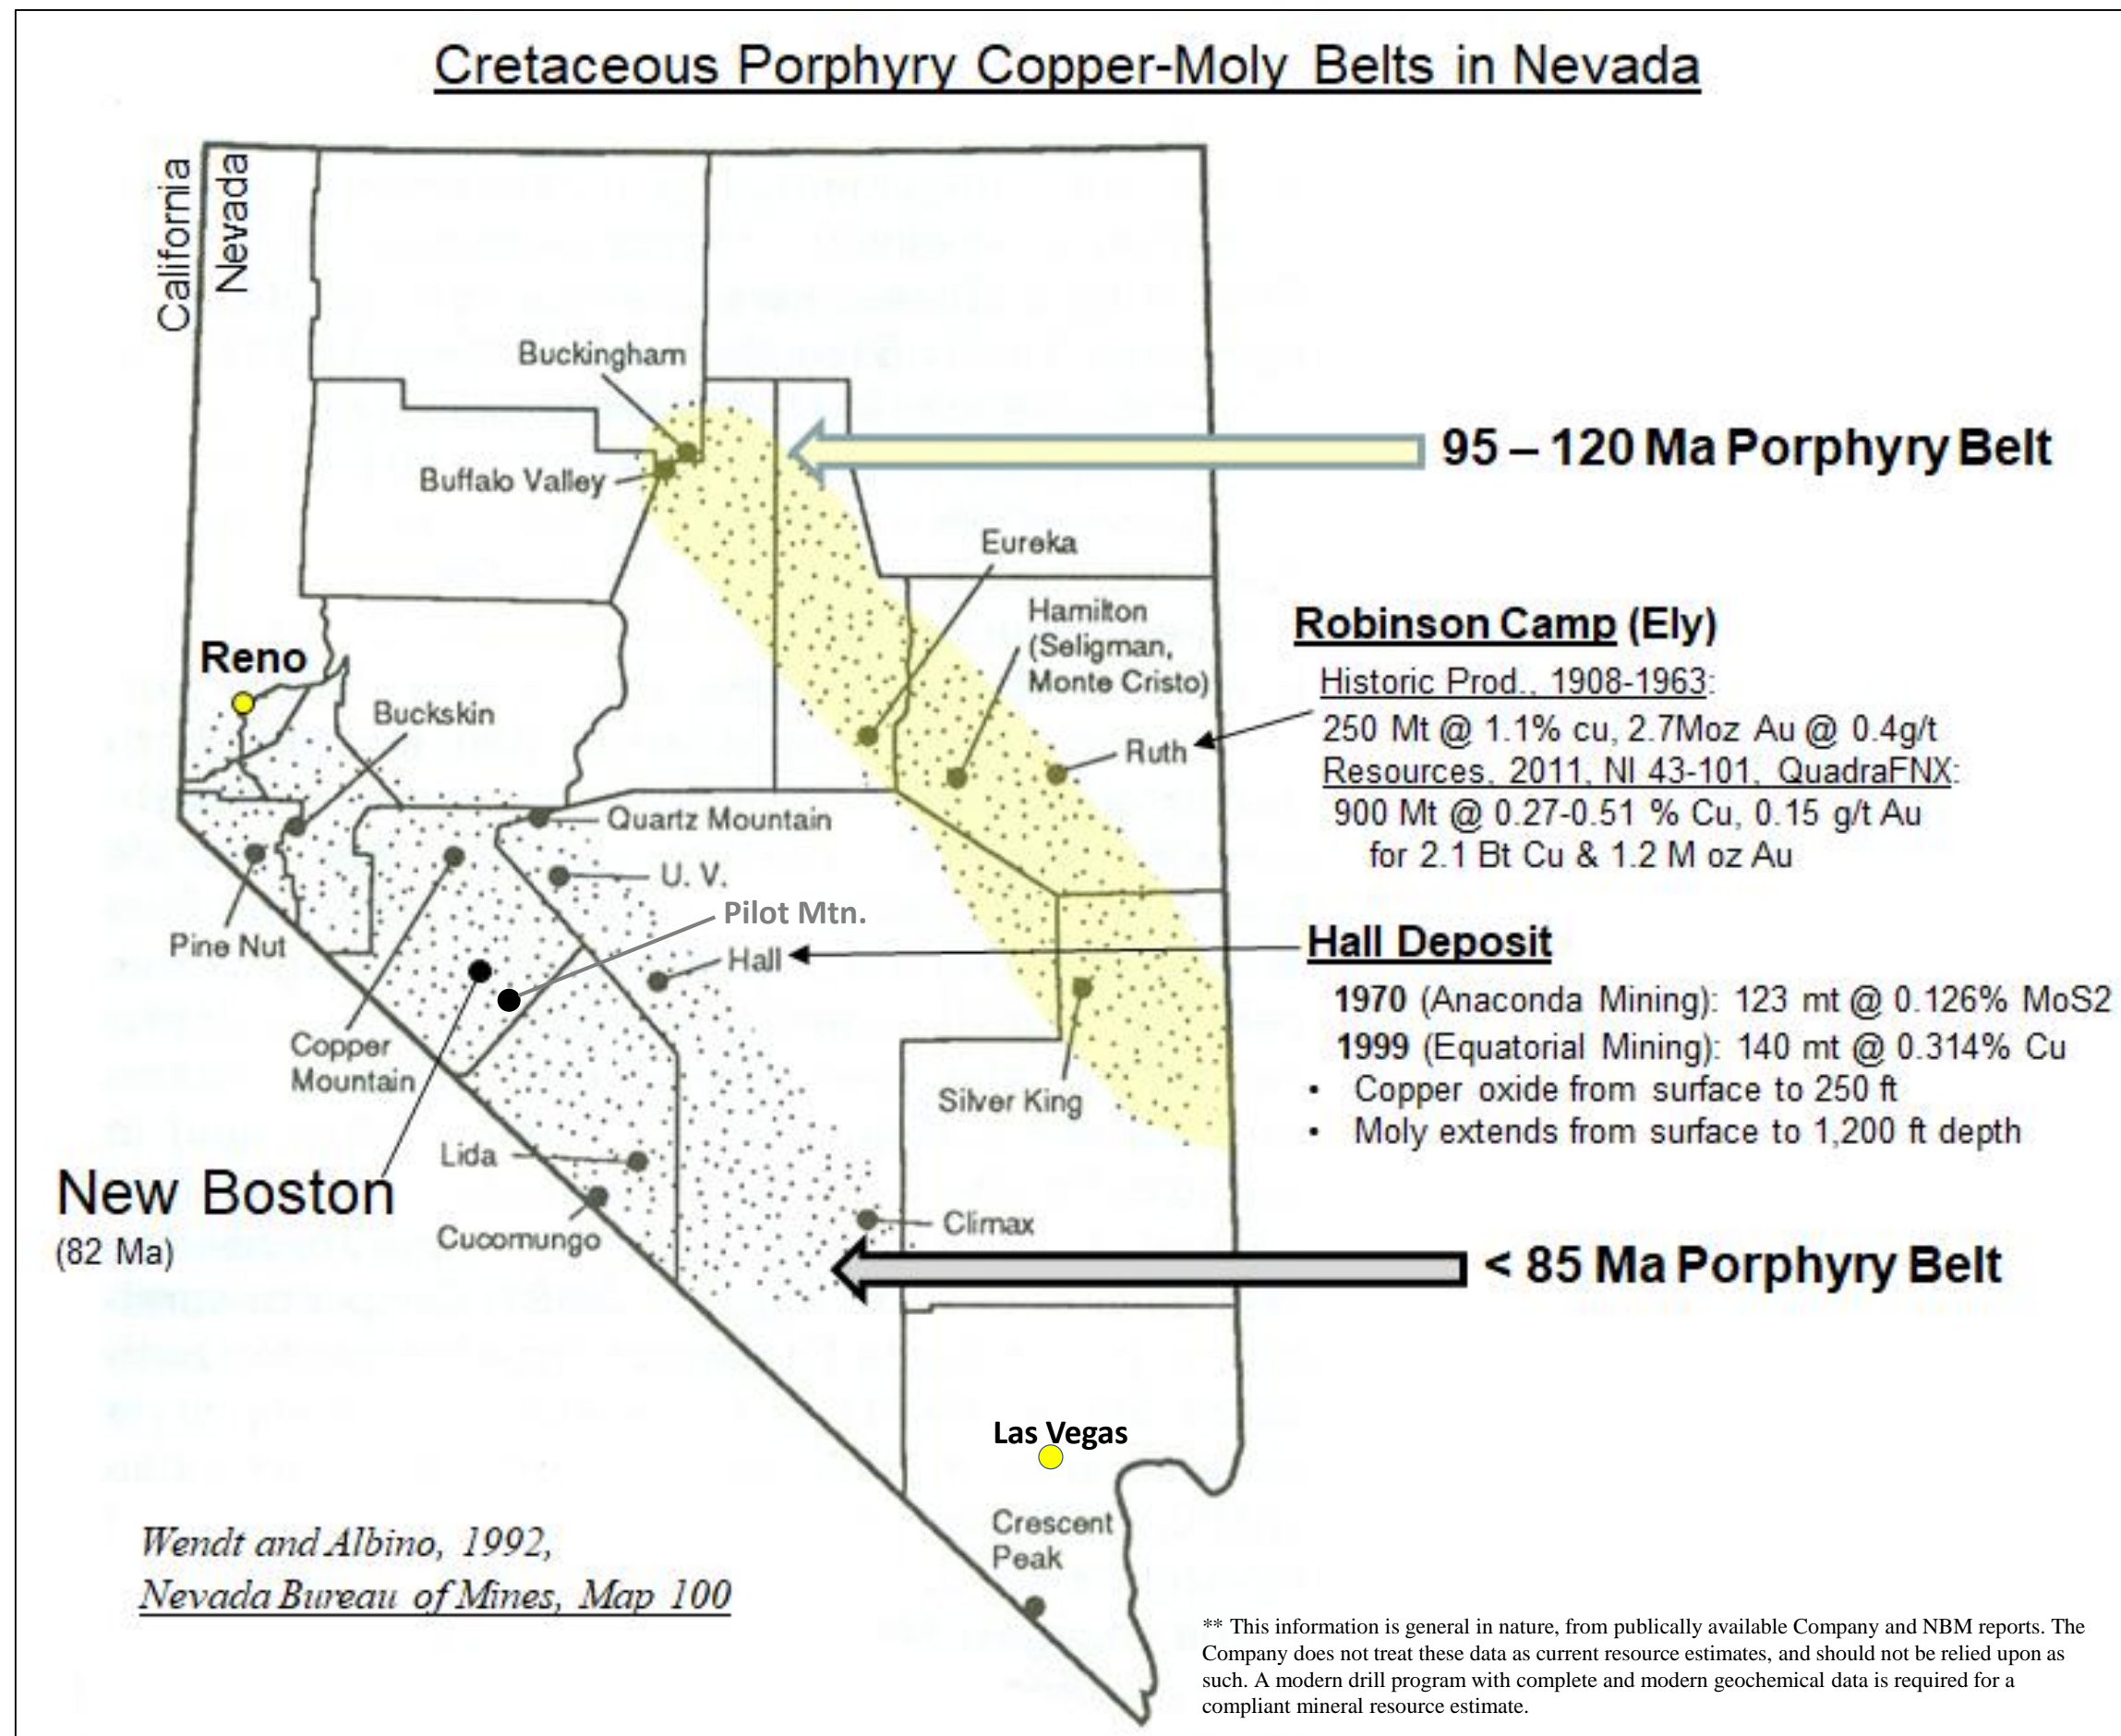 Cretaceous Porphyry Copper-Moly Belts in Nevada
California
Nevada
Buckingham
95 – 120 Ma Porphyry Belt
Buffalo Valley
Eureka
Hamilton
(Seligman,
Monte Cristo)
Robinson Camp (Ely)
Historic Prod., 1908-1963:
250 Mt @ 1.1% cu, 2.7Moz Au @ 0.4g/t
Resources, 2011, NI 43-101, QuadraFNX:
900 Mt @ 0.27-0.51 % Cu, 0.15 g/t Au
for 2.1 Bt Cu & 1.2 M oz Au
Reno
Buckskin
Ruth
Quartz Mountain
U. V.
Pilot Mtn.
Pine Nut
Hall
Hall Deposit
1970 (Anaconda Mining): 123 mt @ 0.126% MoS2
1999 (Equatorial Mining): 140 mt @ 0.314% Cu
• Copper oxide from surface to 250 ft
• Moly extends from surface to 1,200 ft depth
Copper
Mountain
Silver King
Lida
New Boston
(82 Ma)
Cucomungo
Climax
< 85 Ma Porphyry Belt
Las Vegas
Crescent
Peak
Wendt and Albino, 1992,
Nevada Bureau of Mines, Map 100
** This information is general in nature, from publically available Company and NBM reports. The
Company does not treat these data as current resource estimates, and should not be relied upon as
such. A modern drill program with complete and modern geochemical data is required for a
compliant mineral resource estimate.